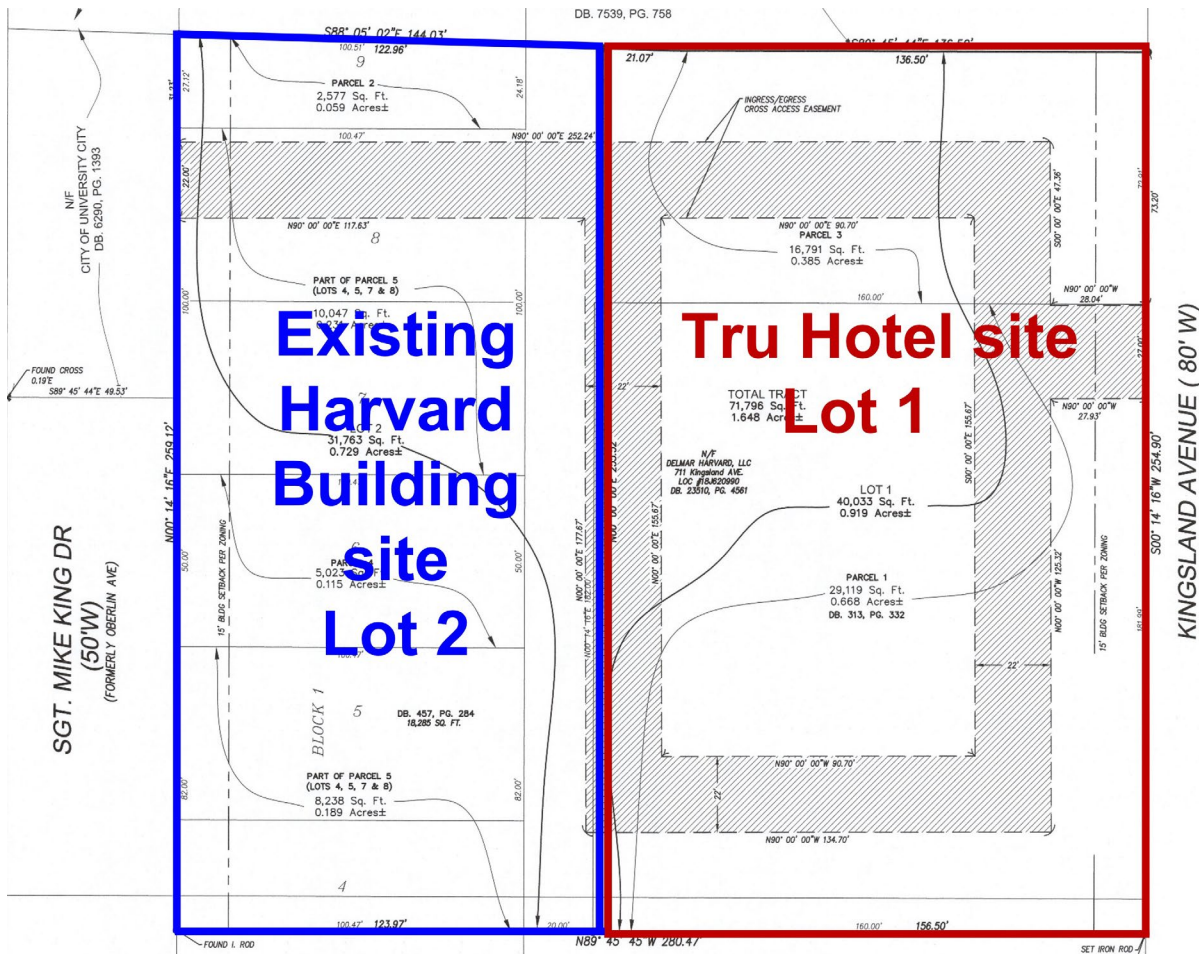 DB. 7539, PG. 758
S88° 05' 02"E 144.03'
100.51' 122.96'
9
21.07'
136.50'
27.12'
24.18'
PARCEL 2
2,577 Sq. Ft.
0.059 Acres±
INGRESS/EGRESS
CROSS ACCESS EASEMENT
100.47'
N90° 00' 00"E 252.24'
N/F
CITY OF UNIVERSITY CITY
DB. 6290, PG. 1393
22.00'
N90° 00' 00"E 117.63'
8
N90° 00' 00"E 90.70'
PARCEL 3
16,791 Sq. Ft.
0.385 Acres±
S00° 00' 00"E 47.36'
73.20'
PART OF PARCEL 5
(LOTS 4, 5, 7 & 8)
10,047 Sq. Ft.
100.00'
100.00'
160.00'
N90° 00' 00"W
28.04'
27.00'
N90° 00' 00"W
27.93'
Existing
Harvard
Building
site
Lot 2
Tru Hotel site
Lot 1
FOUND CROSS
0.19'E
S89° 45' 44"E 49.53'
22'
TOTAL TRACT
71,796 Sq. Ft.
1.648 Acres±
LOT 2
31,763 Sq. Ft.
0.729 Acres±
N/F
DELMAR HARVARD, LLC
711 Kingsland AVE.
LOC #18J620990
DB. 23510, PG. 4561
LOT 1
40,033 Sq. Ft.
0.919 Acres±
N00° 14' 16"E 259.12'
S00° 00' 00"E 155.67'
S00° 14' 16"W 254.90'
KINGSLAND AVENUE ( 80' W)
SGT. MIKE KING DR
(50'W)
(FORMERLY OBERLIN AVE)
15' BLDG SETBACK PER ZONING
50.00'
6
5,023
0.115 Acres±
50.00'
N00° 00' 00"E 177.67'
N00° 14' 16"E 182.00'
N00° 00' 00"E 155.67'
PARCEL 1
29,119 Sq. Ft.
0.668 Acres±
DB. 313, PG. 332
N00° 00' 00"W 125.32'
15' BLDG SETBACK PER ZONING
181.99'
22'
BLOCK 1
5
DB. 457, PG. 284
18,285 SQ. FT.
PART OF PARCEL 5
(LOTS 4, 5, 7 & 8)
8,238 Sq. Ft.
0.189 Acres±
82.00'
82.00'
N90° 00' 00"W 90.70'
22'
N90° 00' 00"W 134.70'
4
100.47' 123.97'
20.00'
160.00'
156.50'
FOUND I. ROD
N89° 45' 45"W 280.47'
SET IRON ROD